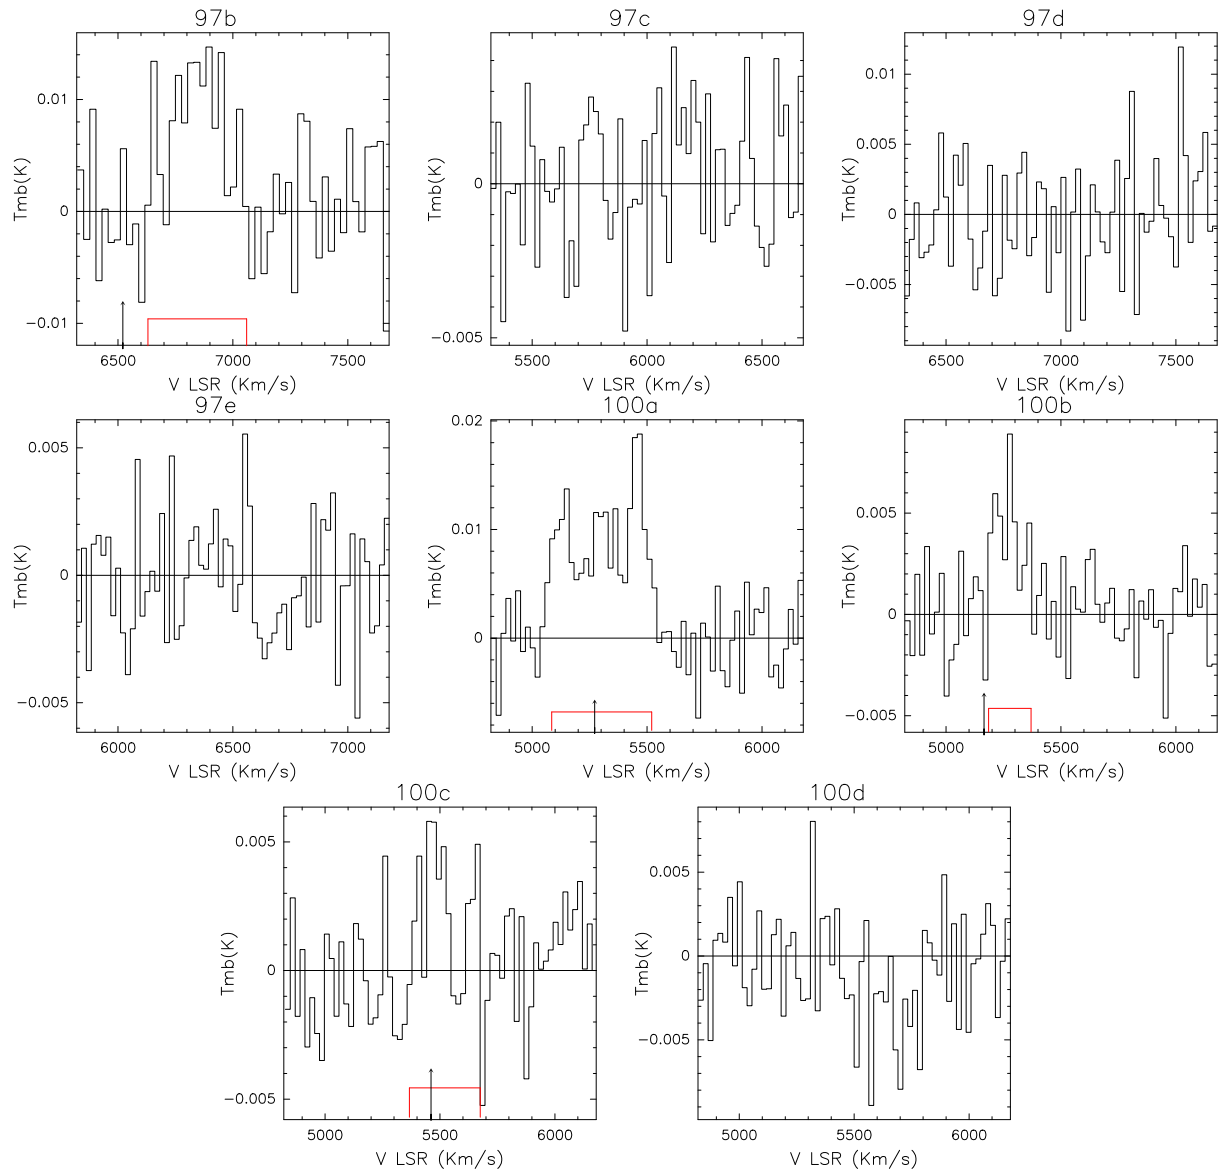 97b
97c
97d
0.01
0
−0.01
Tmb(K)
6500 7000 7500
V LSR (Km/s)
0
−0.005
Tmb(K)
5500 6000 6500
V LSR (Km/s)
0.01
0.005
0
−0.005
Tmb(K)
6500 7000 7500
V LSR (Km/s)
97e
100a
100b
0.005
0
−0.005
Tmb(K)
6000 6500 7000
V LSR (Km/s)
0.02
0.01
0
Tmb(K)
5000 5500 6000
V LSR (Km/s)
0.005
0
−0.005
Tmb(K)
5000 5500 6000
V LSR (Km/s)
100c
100d
0.005
0
−0.005
Tmb(K)
5000 5500 6000
V LSR (Km/s)
0.005
0
−0.005
Tmb(K)
5000 5500 6000
V LSR (Km/s)